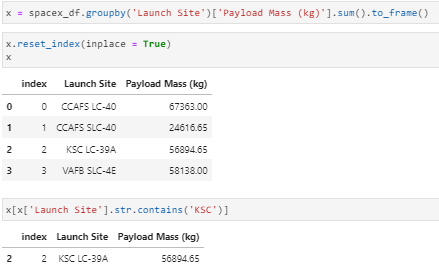 x = spacex_df.groupby('Launch Site')['Payload Mass (kg)'].sum().to_frame()
x.reset_index(inplace = True)
x
index Launch Site Payload Mass (kg)
0 0 CCAFS LC-40 67363.00
1 1 CCAFS SLC-40 24616.65
2 2 KSC LC-39A 56894.65
3 3 VAFB SLC-4E 58138.00
x[x['Launch Site'].str.contains('KSC')]
index Launch Site Payload Mass (kg)
2 2 KSC LC-39A 56894.65